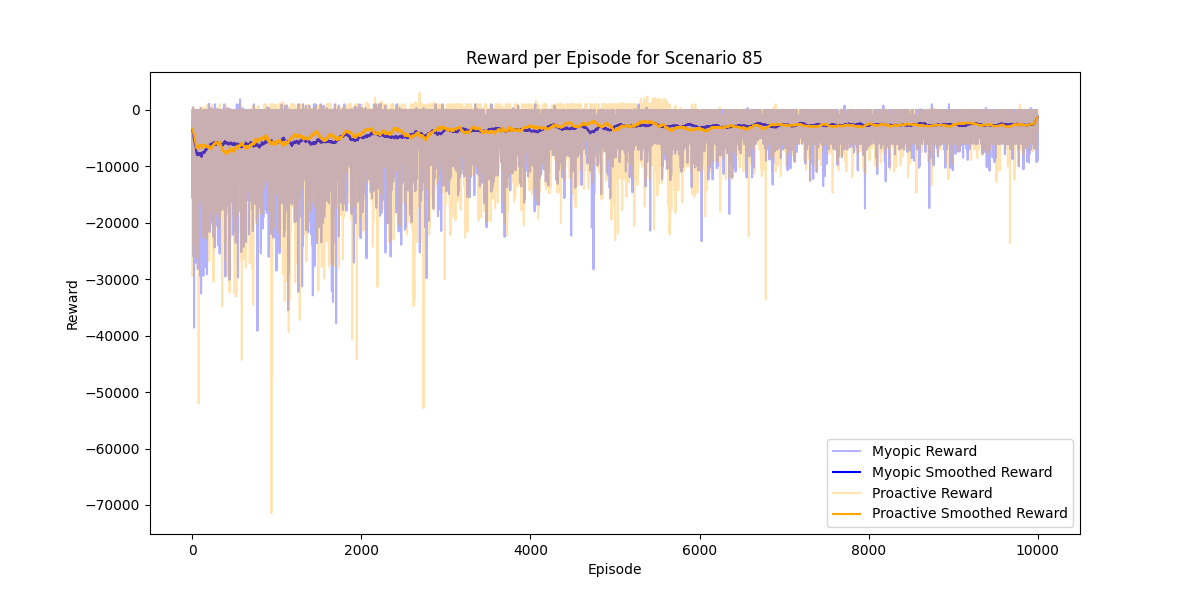 Reward per Episode for Scenario 85
Reward
0
−10000
−20000
−30000
−40000
−50000
−60000
−70000
Myopic Reward
Myopic Smoothed Reward
Proactive Reward
Proactive Smoothed Reward
0 2000 4000 6000 8000 10000
Episode